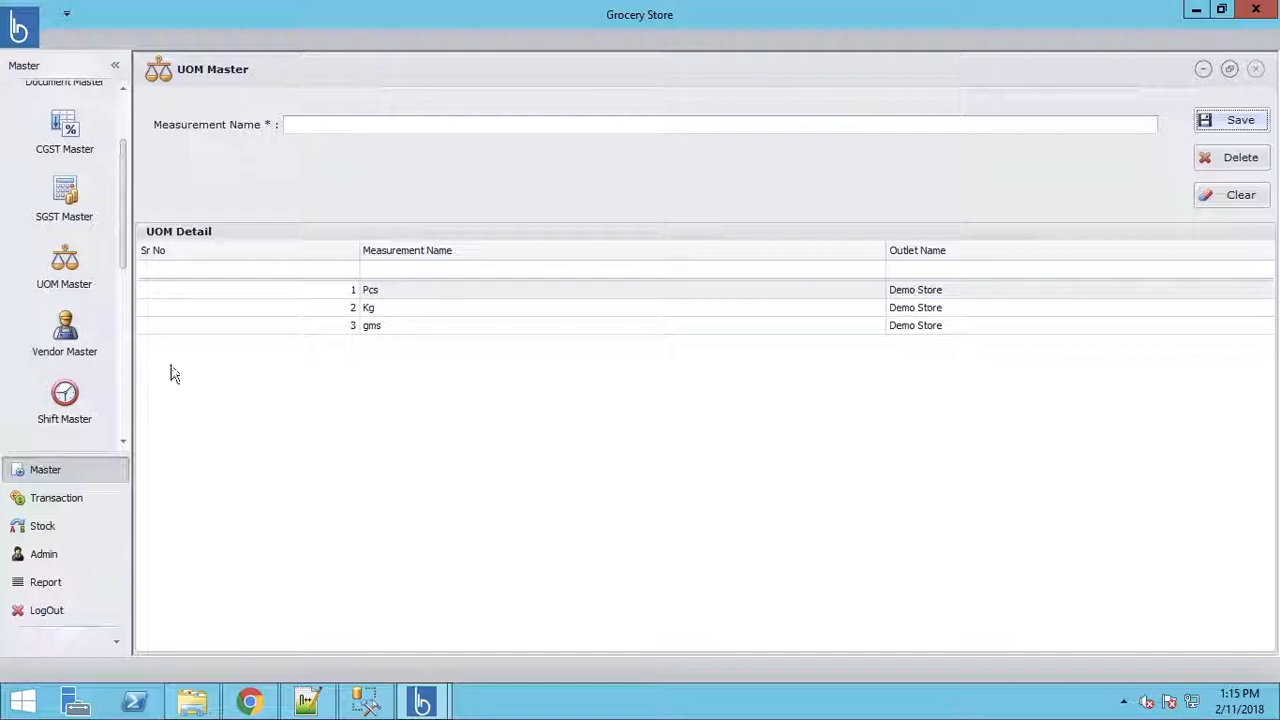 Grocery Store
Master «
UOM Master
Document Master
Measurement Name * :
Save
CGST Master
Delete
SGST Master
Clear
UOM Detail
Sr No Measurement Name Outlet Name
UOM Master
1 Pcs Demo Store
2 Kg Demo Store
3 gms Demo Store
Vendor Master
Shift Master
Master
Transaction
Stock
Admin
Report
LogOut
1:15 PM
2/11/2018